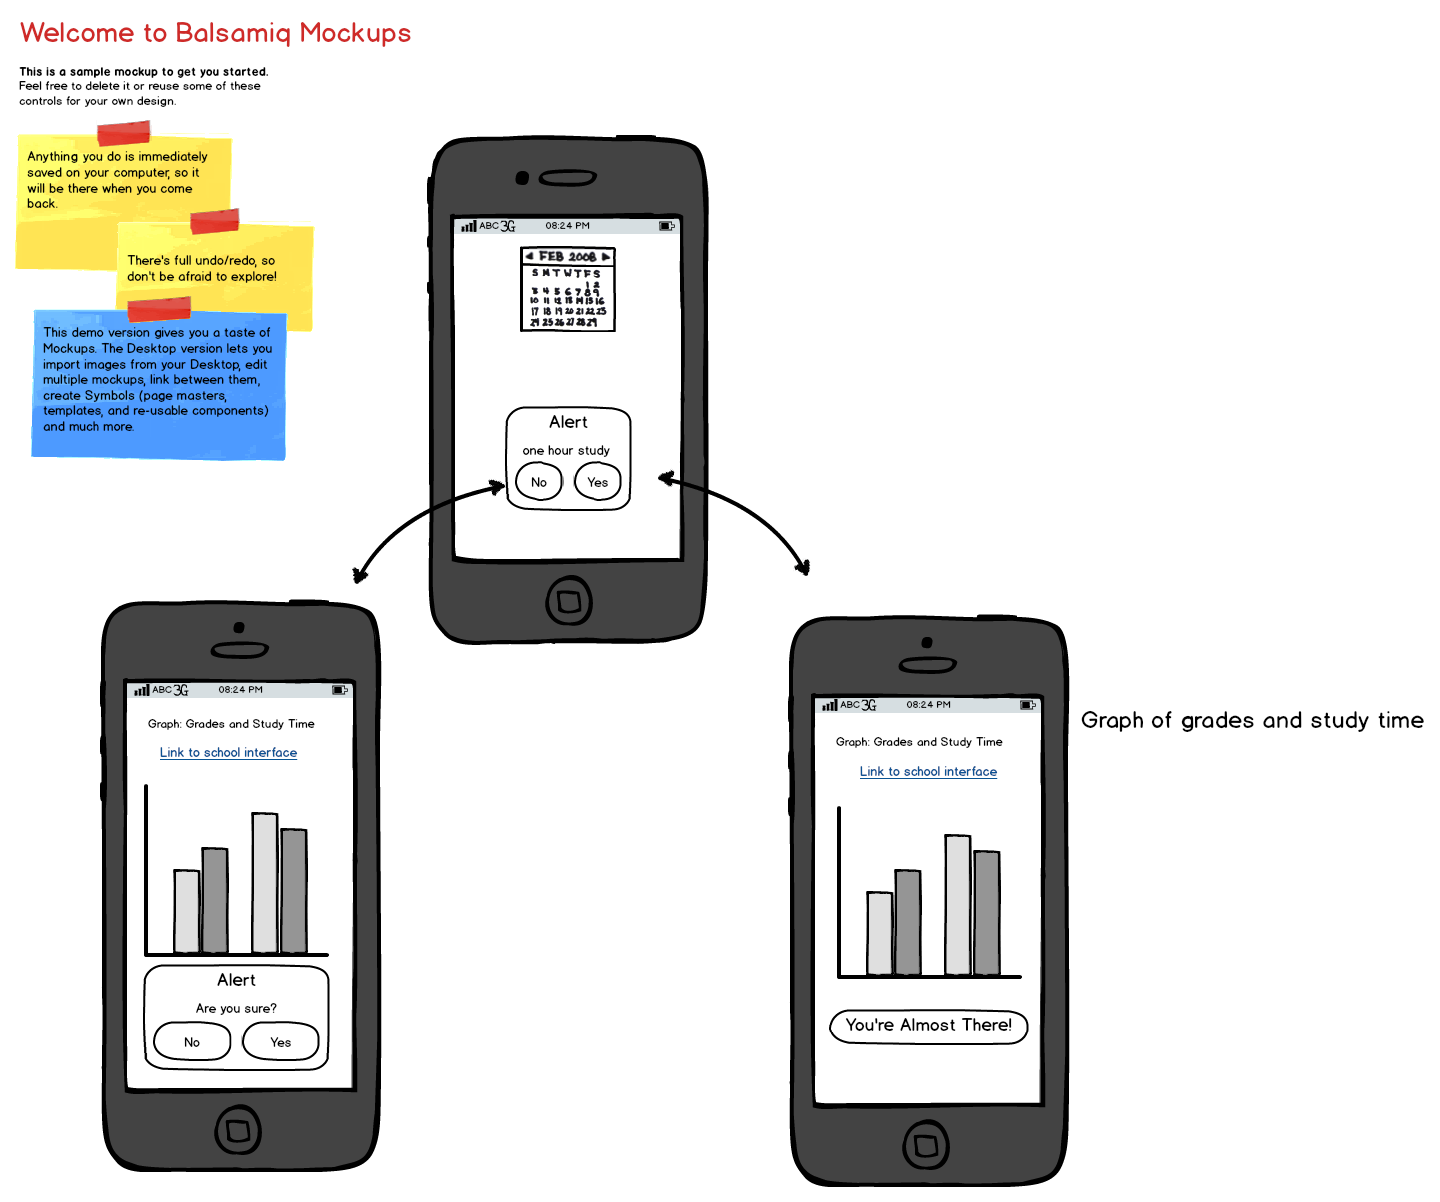 Welcome to Balsamiq Mockups
This is a sample mockup to get you started.
Feel free to delete it or reuse some of these
controls for your own design.
Anything you do is immediately
saved on your computer, so it
will be there when you come
back.
There's full undo/redo, so
don't be afraid to explore!
This demo version gives you a taste of
Mockups. The Desktop version lets you
import images from your Desktop, edit
multiple mockups, link between them,
create Symbols (page masters,
templates, and re-usable components)
and much more.
ABC 3G 08:24 PM
FEB 2008
S M T W T F S
1 2
3 4 5 6 7 8 9
10 11 12 13 14 15 16
17 18 19 20 21 22 23
24 25 26 27 28 29
Alert
one hour study
No Yes
ABC 3G 08:24 PM
Graph: Grades and Study Time
Link to school interface
Alert
Are you sure?
No Yes
ABC 3G 08:24 PM
Graph: Grades and Study Time
Link to school interface
You're Almost There!
Graph of grades and study time